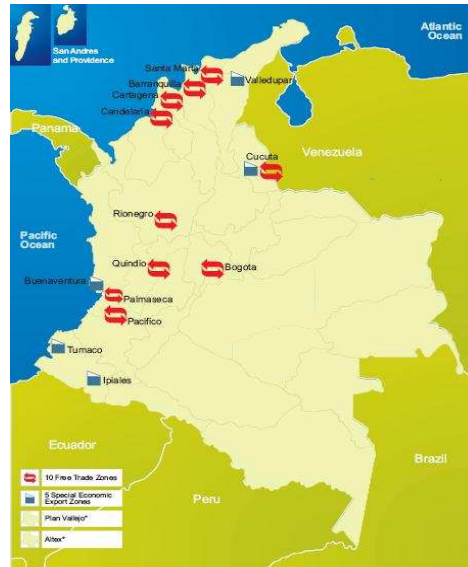 San Andres
and Providence
Atlantic
Ocean
Santa Marta
Barranquilla
Valledupar
Cartagena
Candelaria
Panama
Venezuela
Cucuta
Rionegro
Pacific
Ocean
Quindio
Bogota
Buenaventura
Palmaseca
Pacifico
Tumaco
Ipiales
Ecuador
Brazil
Peru
10 Free Trade Zones
5 Special Economic
Export Zones
Plan Vallejo*
Altex*